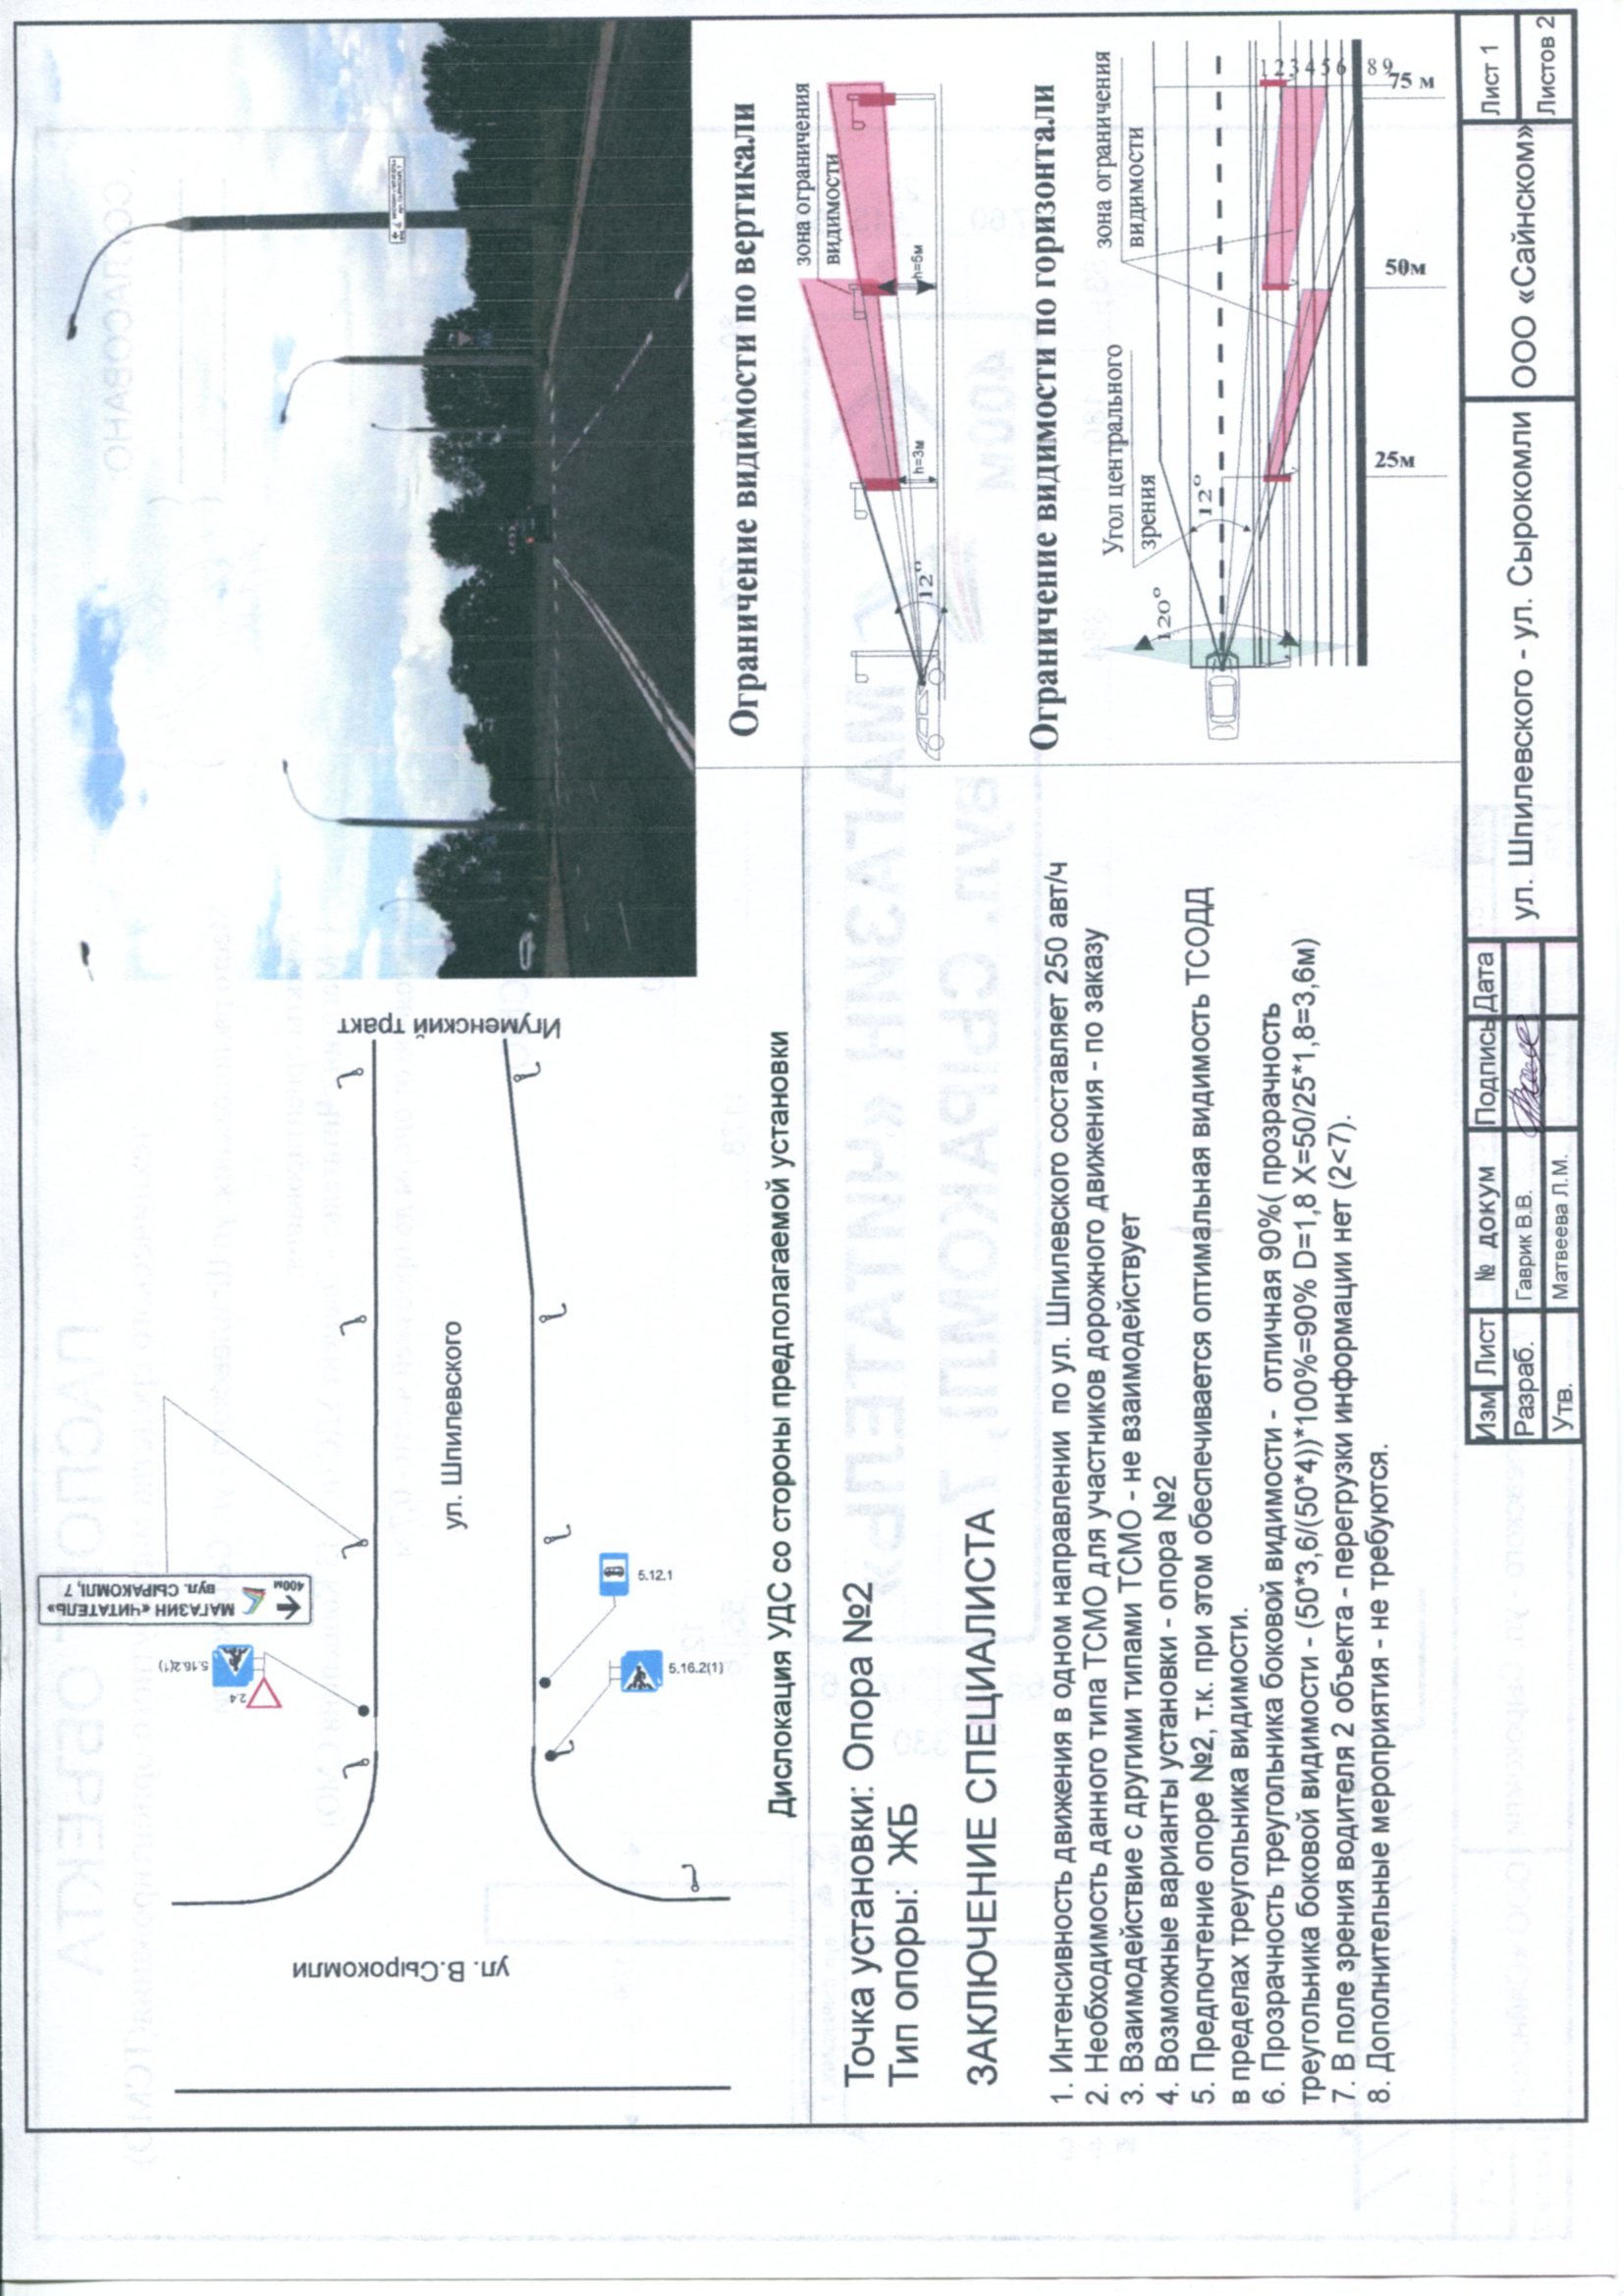 МАГАЗИН «ЧИТАТЕЛЬ»
вул. СЫРАКОМЛІ, 7
400м
5.16.2(1)
2.4
Игуменский тракт
ул. Шпилевского
ул. В.Сырокомли
5.12.1
5.16.2(1)
Дислокация УДС со стороны предполагаемой установки
Ограничение видимости по вертикали
зона ограничения
видимости
12°
h=3м
h=5м
Ограничение видимости по горизонтали
Угол центрального
зрения
зона ограничения
видимости
120°
12°
1 2 3 4 5 6 8 9
25м
50м
75 м
Точка установки: Опора №2
Тип опоры: ЖБ
ЗАКЛЮЧЕНИЕ СПЕЦИАЛИСТА
1. Интенсивность движения в одном направлении по ул. Шпилевского составляет 250 авт/ч
2. Необходимость данного типа ТСМО для участников дорожного движения - по заказу
3. Взаимодействие с другими типами ТСМО - не взаимодействует
4. Возможные варианты установки - опора №2
5. Предпочтение опоре №2, т.к. при этом обеспечивается оптимальная видимость ТСОДД
в пределах треугольника видимости.
6. Прозрачность треугольника боковой видимости - отличная 90%( прозрачность
треугольника боковой видимости - (50*3,6/(50*4))*100%=90% D=1,8 X=50/25*1,8=3,6м)
7. В поле зрения водителя 2 объекта - перегрузки информации нет (2<7).
8. Дополнительные мероприятия - не требуются.
Изм Лист № докум Подпись Дата
Разраб. Гаврик В.В.
Утв. Матвеева Л.М.
ул. Шпилевского - ул. Сырокомли
ООО «Сайнском»
Лист 1
Листов 2